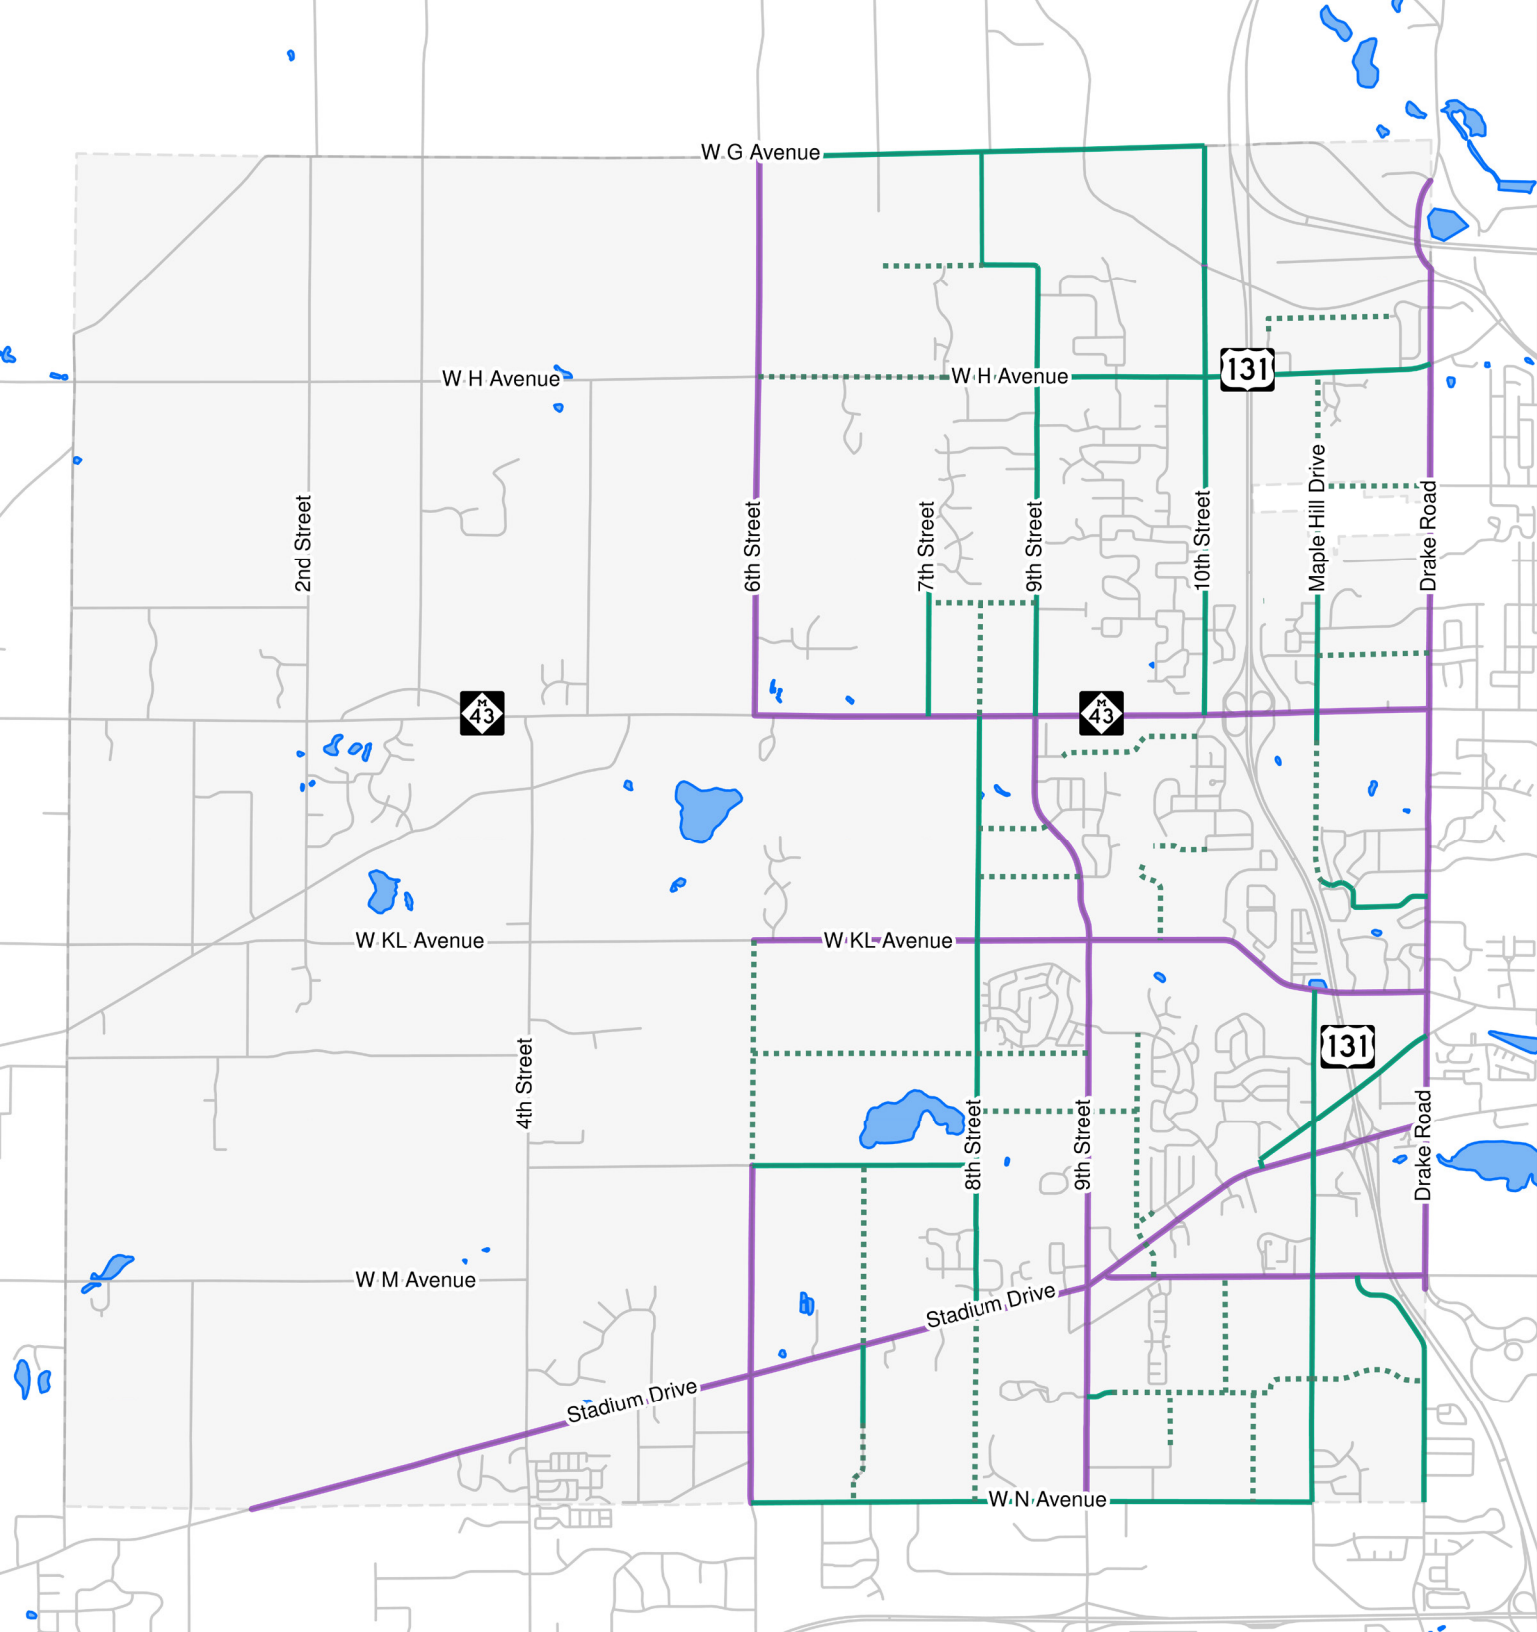 W G Avenue
131
W H Avenue
W H Avenue
2nd Street
6th Street
7th Street
9th Street
10th Street
Maple Hill Drive
Drake Road
M
43
M
43
W KL Avenue
W KL Avenue
131
4th Street
8th Street
9th Street
Drake Road
W M Avenue
Stadium Drive
Stadium Drive
W N Avenue